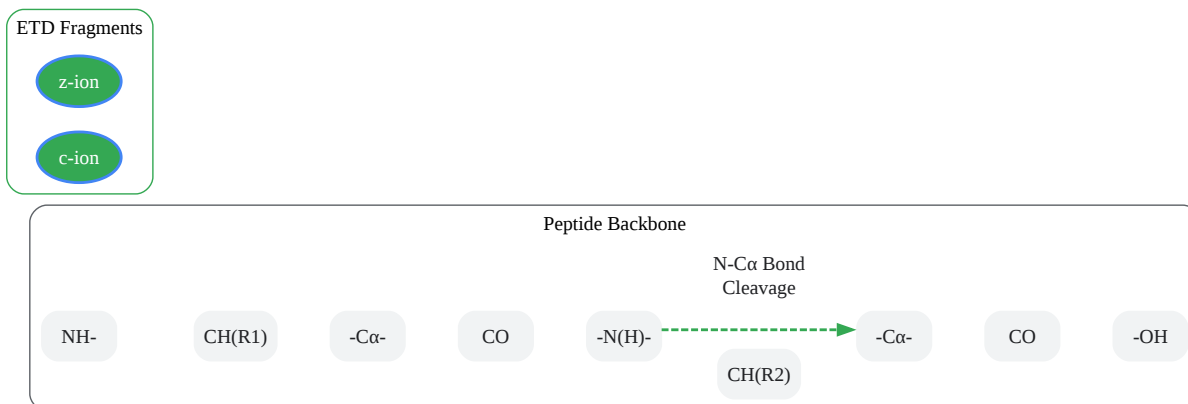 ETD Fragments
z-ion
c-ion
Peptide Backbone
N-Cα Bond
Cleavage
NH-
CH(R1)
-Cα-
CO
-N(H)-
-Cα-
CO
-OH
CH(R2)